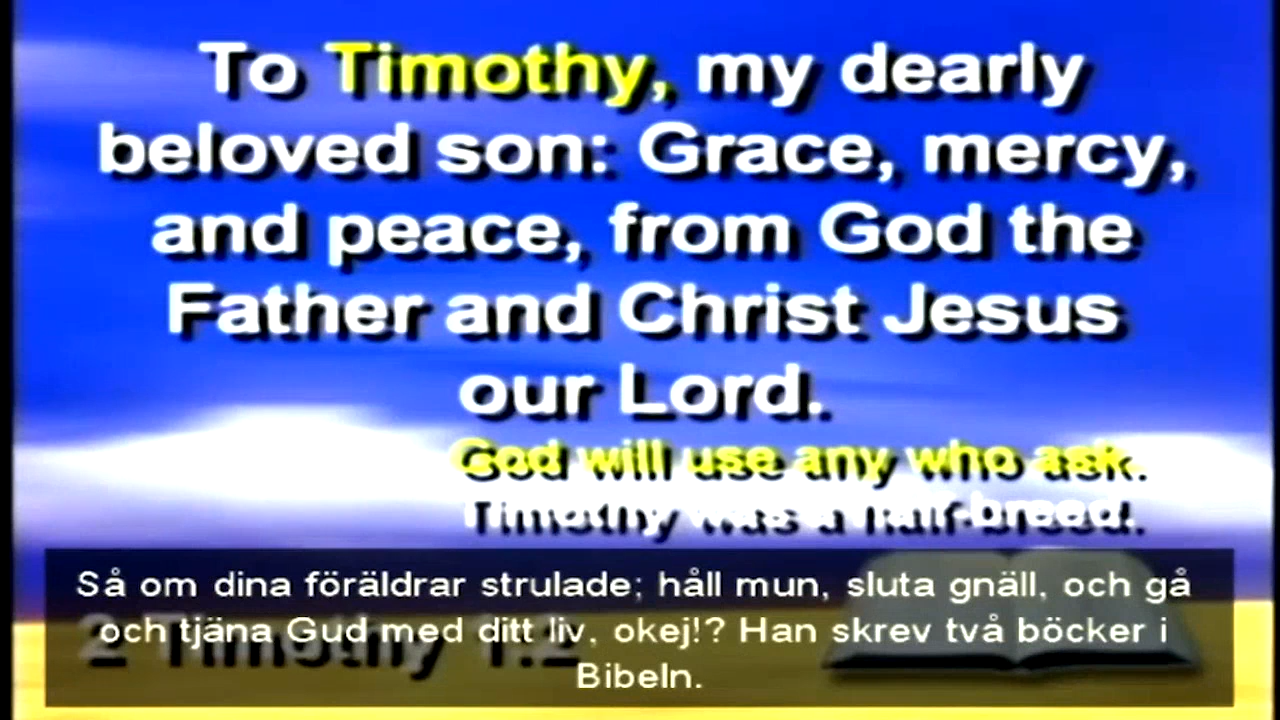 To Timothy, my dearly
beloved son: Grace, mercy,
and peace, from God the
Father and Christ Jesus
our Lord.
God will use any who ask.
Timothy was a half-breed.
Så om dina föräldrar strulade; håll mun, sluta gnäll, och gå
och tjäna Gud med ditt liv, okej!? Han skrev två böcker i
Bibeln.
2 Timothy 1:2